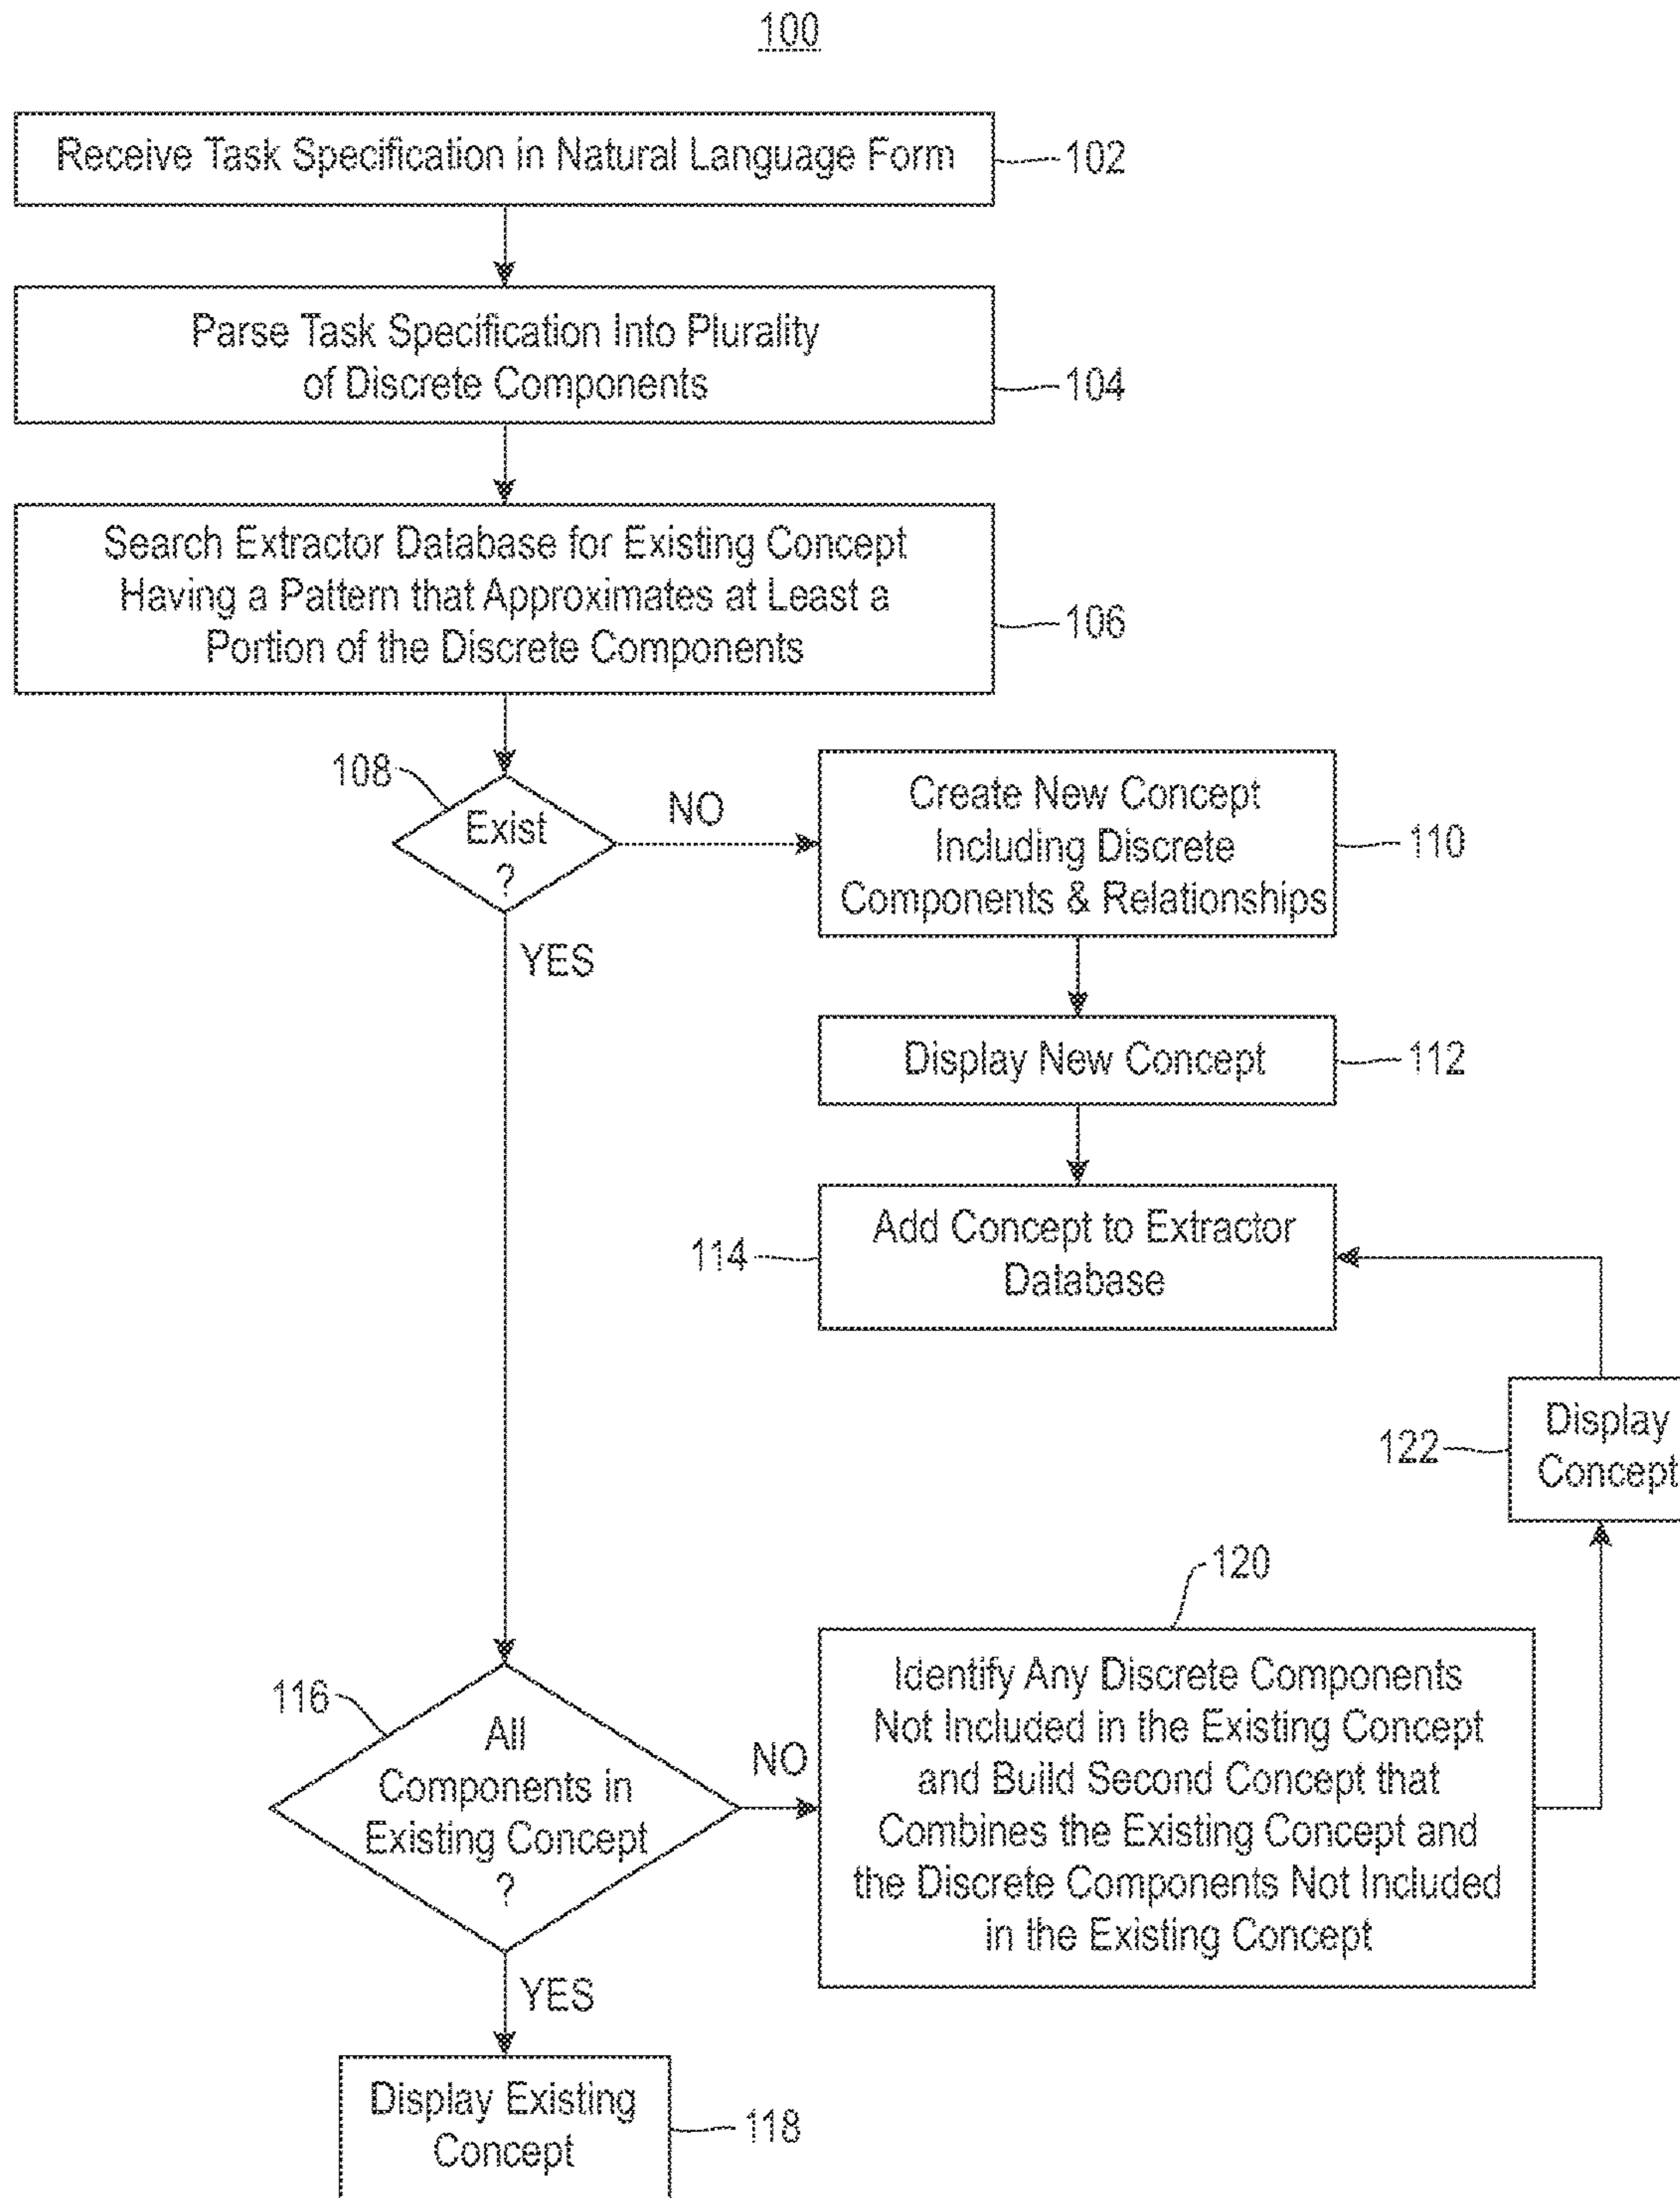 100
Receive Task Specification in Natural Language Form
102
Parse Task Specification Into Plurality
of Discrete Components
104
Search Extractor Database for Existing Concept
Having a Pattern that Approximates at Least a
Portion of the Discrete Components
106
108
Exist
?
NO
YES
Create New Concept
Including Discrete
Components & Relationships
110
Display New Concept
112
Add Concept to Extractor
Database
114
Display
Concept
122
120
116
All
Components in
Existing Concept
?
NO
YES
Identify Any Discrete Components
Not Included in the Existing Concept
and Build Second Concept that
Combines the Existing Concept and
the Discrete Components Not Included
in the Existing Concept
Display Existing
Concept
118